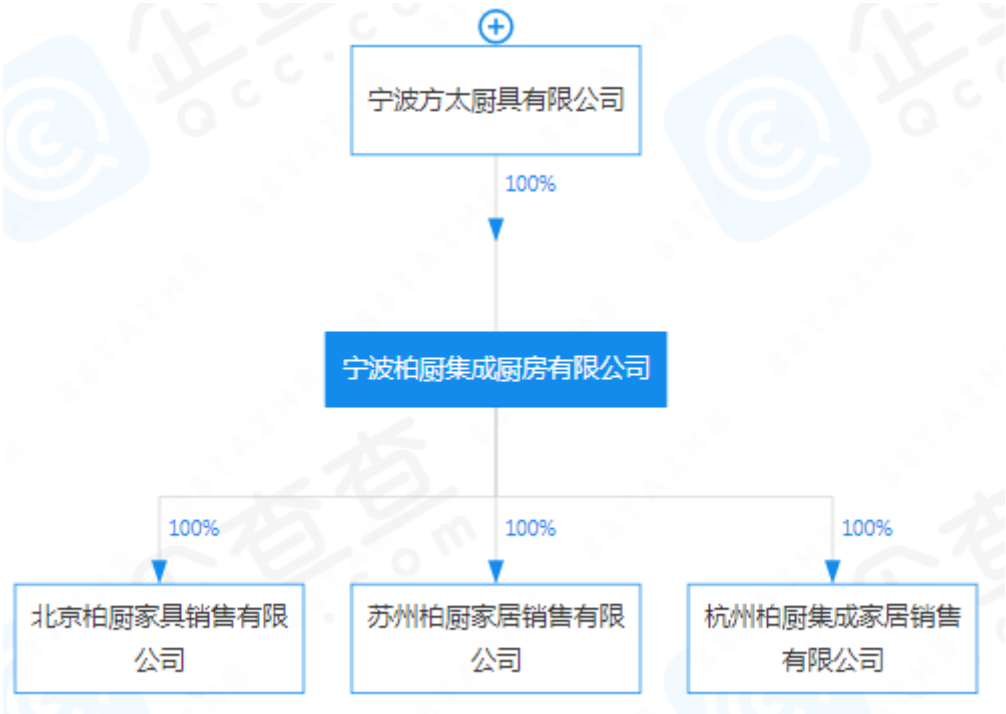 宁波方太厨具有限公司
100%
宁波柏厨集成厨房有限公司
100%
100%
100%
北京柏厨家具销售有限
公司
苏州柏厨家居销售有限
公司
杭州柏厨集成家居销售
有限公司